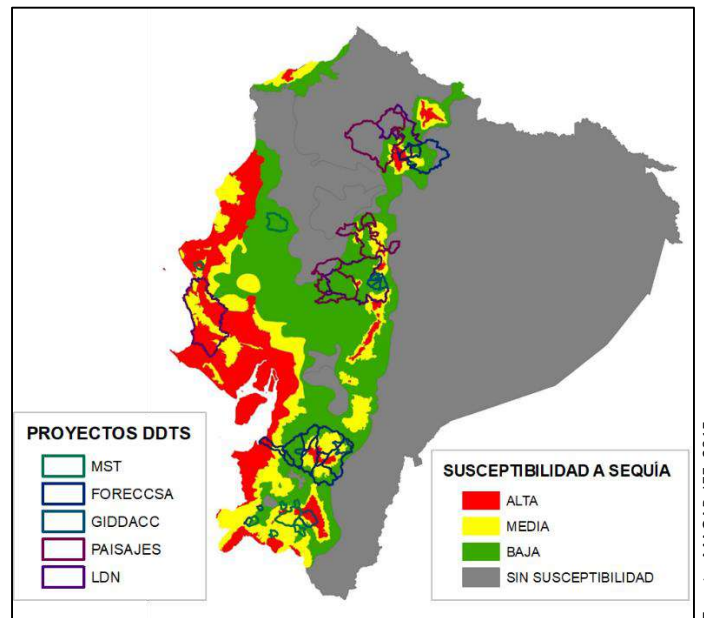 PROYECTOS DDTS
MST
FORECCSA
GIDDACC
PAISAJES
LDN
SUSCEPTIBILIDAD A SEQUÍA
ALTA
MEDIA
BAJA
SIN SUSCEPTIBILIDAD